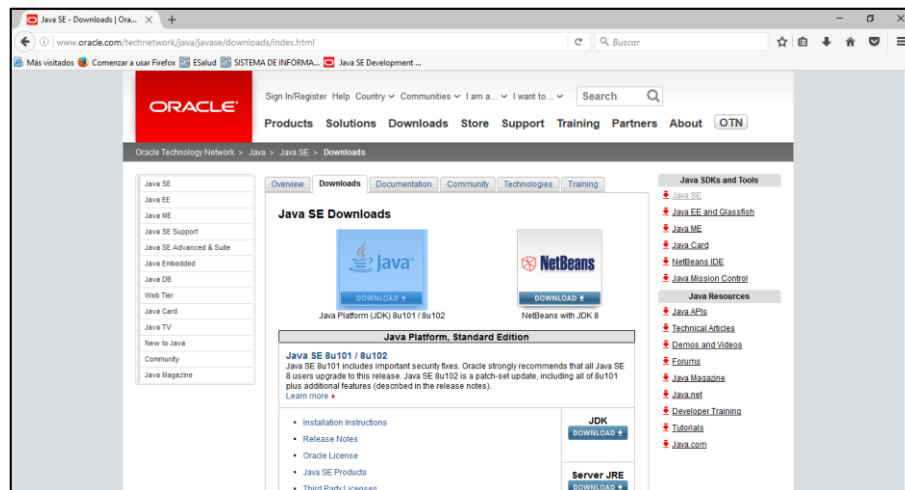 Java SE - Downloads | Ora...
www.oracle.com/technetwork/java/javase/downloads/index.html
Buscar
Más visitados Comenzar a usar Firefox ESalud SISTEMA DE INFORMA... Java SE Development ...
ORACLE
Sign In/Register Help Country Communities I am a... I want to... Search
Products Solutions Downloads Store Support Training Partners About OTN
Oracle Technology Network > Java > Java SE > Downloads
Java SE
Java EE
Java ME
Java SE Support
Java SE Advanced & Suite
Java Embedded
Java DB
Web Tier
Java Card
Java TV
New to Java
Community
Java Magazine
Overview Downloads Documentation Community Technologies Training
Java SE Downloads
Java
DOWNLOAD
Java Platform (JDK) 8u101 / 8u102
NetBeans
DOWNLOAD
NetBeans with JDK 8
Java Platform, Standard Edition
Java SE 8u101 / 8u102
Java SE 8u101 includes important security fixes. Oracle strongly recommends that all Java SE
8 users upgrade to this release. Java SE 8u102 is a patch-set update, including all of 8u101
plus additional features (described in the release notes).
Learn more
• Installation Instructions
• Release Notes
• Oracle License
• Java SE Products
• Third Party Licenses
JDK
DOWNLOAD
Server JRE
DOWNLOAD
Java SDKs and Tools
Java SE
Java EE and Glassfish
Java ME
Java Card
NetBeans IDE
Java Mission Control
Java Resources
Java APIs
Technical Articles
Demos and Videos
Forums
Java Magazine
Java.net
Developer Training
Tutorials
Java.com